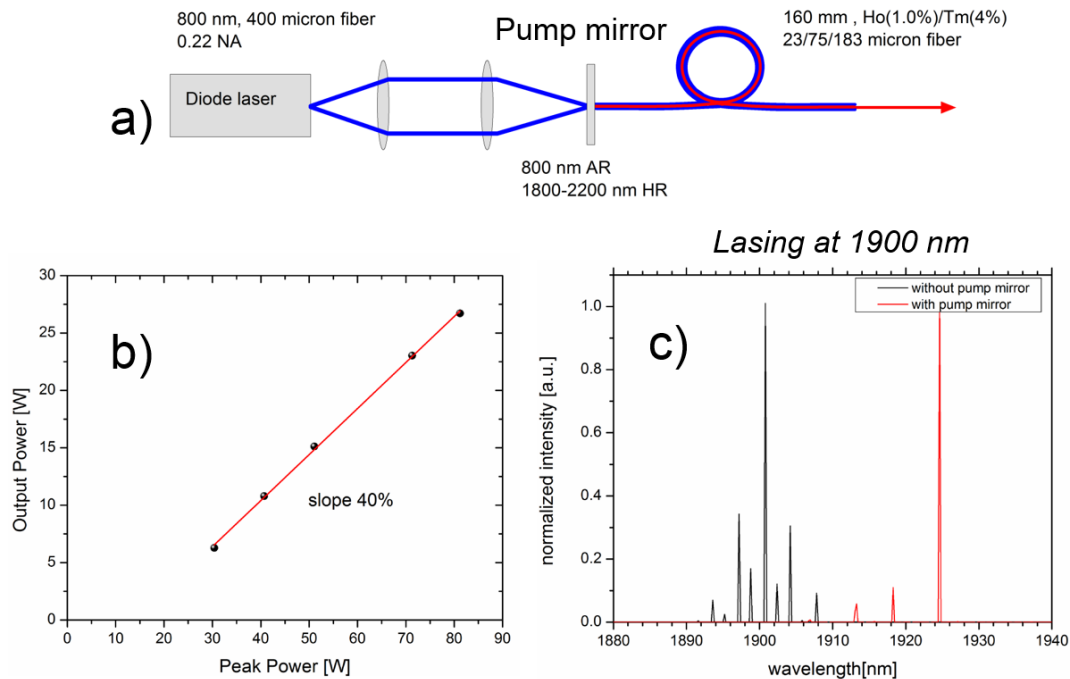 800 nm, 400 micron fiber
0.22 NA
Pump mirror
160 mm , Ho(1.0%)/Tm(4%)
23/75/183 micron fiber
Diode laser
a)
800 nm AR
1800-2200 nm HR
b)
Output Power [W]
30
25
20
15
10
5
0
slope 40%
0 10 20 30 40 50 60 70 80 90
Peak Power [W]
Lasing at 1900 nm
c)
without pump mirror
with pump mirror
normalized intensity [a.u.]
1.0
0.8
0.6
0.4
0.2
0.0
1880 1890 1900 1910 1920 1930 1940
wavelength[nm]